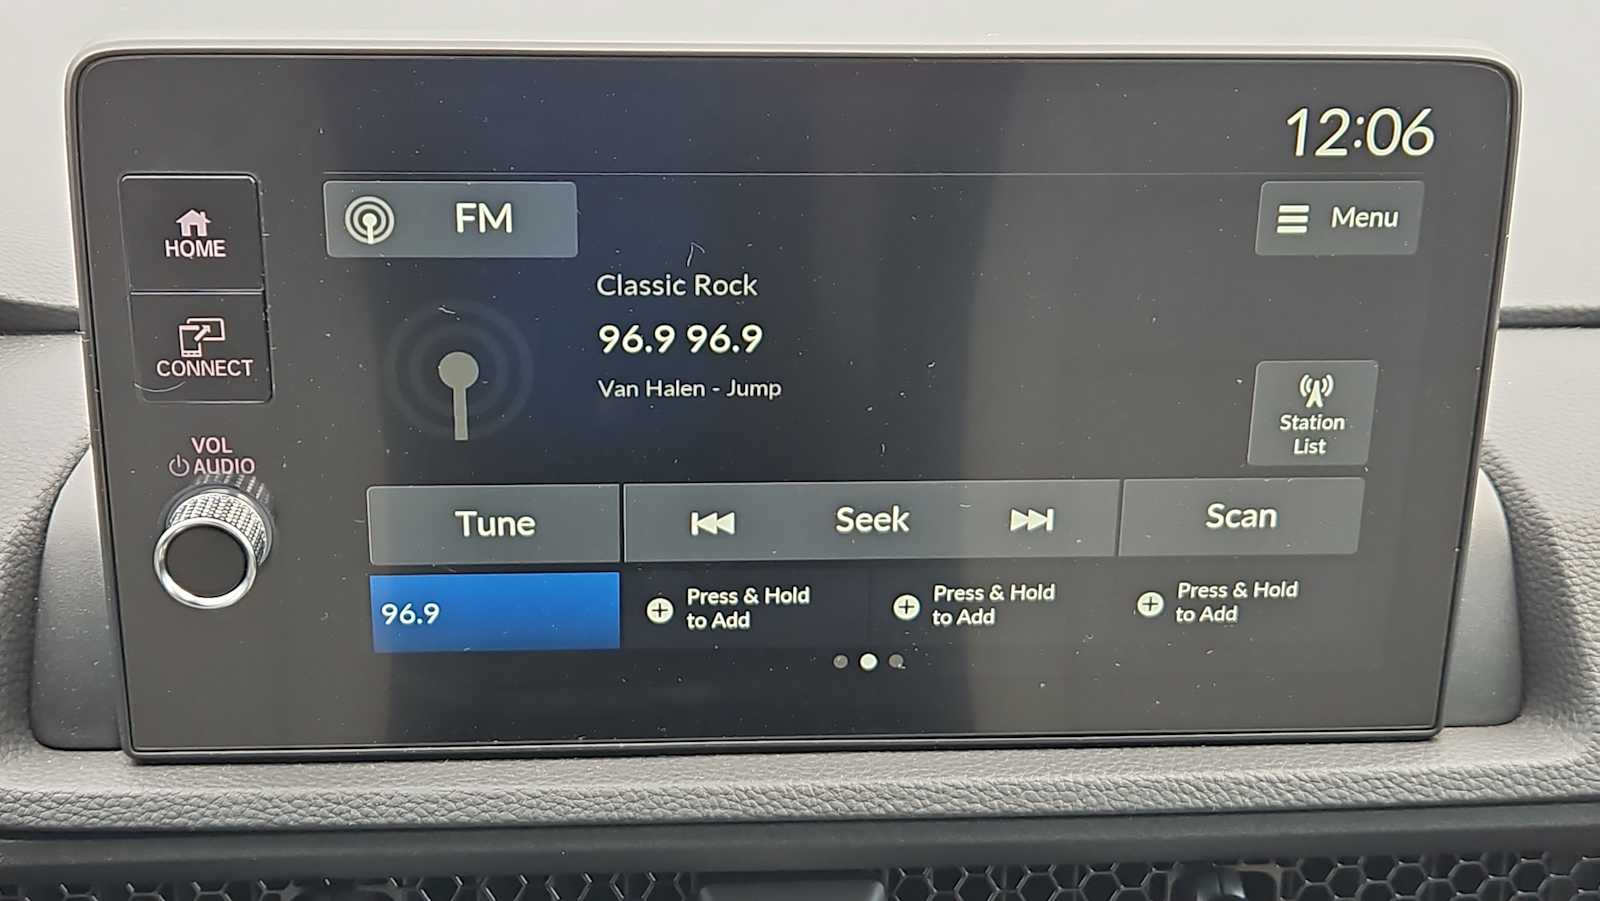 12:06
FM
Menu
HOME
Classic Rock
96.9 96.9
Van Halen - Jump
CONNECT
Station
List
VOL
AUDIO
Tune
Seek
Scan
96.9
Press & Hold
to Add
Press & Hold
to Add
Press & Hold
to Add